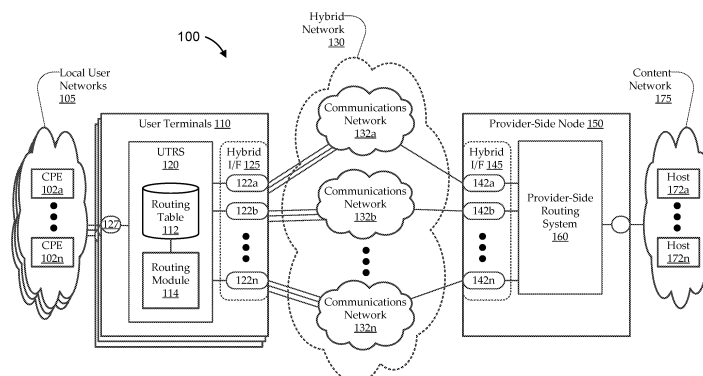 100
Hybrid
Network
130
Local User
Networks
105
Content
Network
175
User Terminals 110
UTRS
120
Hybrid
I/F 125
Routing
Table
112
Routing
Module
114
CPE
102a
CPE
102n
127
122a
122b
122n
Communications
Network
132a
Communications
Network
132b
Communications
Network
132n
Provider-Side Node 150
Hybrid
I/F 145
142a
142b
142n
Provider-Side
Routing
System
160
Host
172a
Host
172n